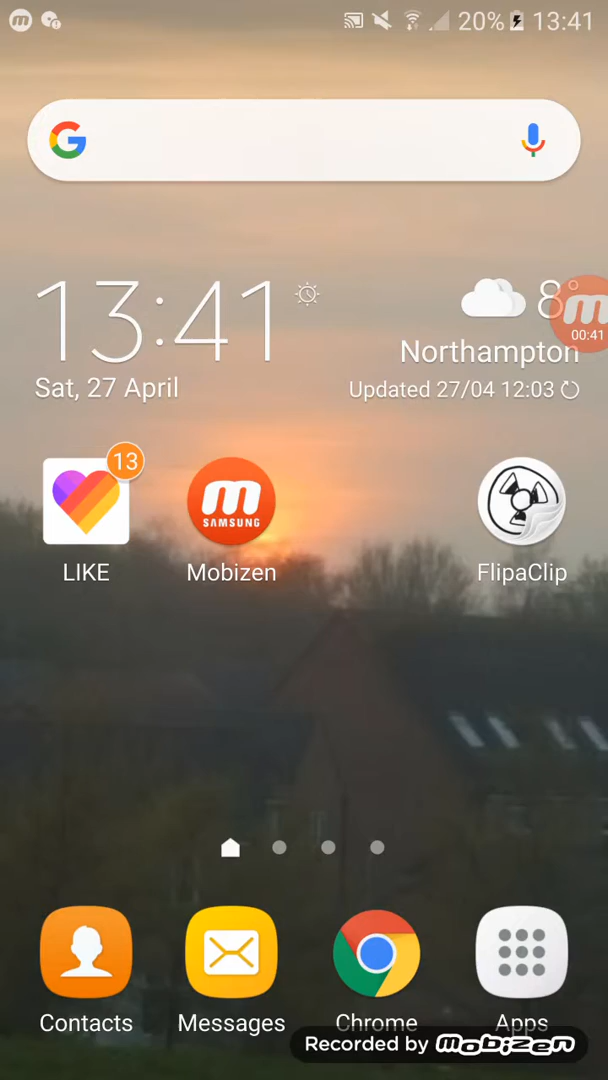 20% 13:41
13:41
8°
00:41
Northampton
Sat, 27 April
Updated 27/04 12:03
13
SAMSUNG
LIKE
Mobizen
FlipaClip
Contacts
Messages
Chrome
Apps
Recorded by mobizen